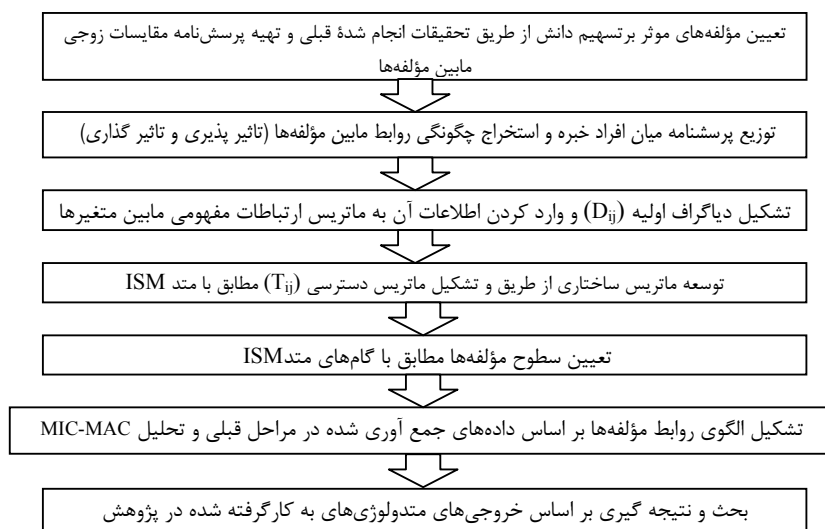 تعیین مؤلفه‌های موثر برتسهیم دانش از طریق تحقیقات انجام شدهٔ قبلی و تهیه پرسش‌نامه مقایسات زوجی
مابین مؤلفه‌ها
توزیع پرسشنامه میان افراد خبره و استخراج چگونگی روابط مابین مؤلفه‌ها (تاثیر پذیری و تاثیر گذاری)
تشکیل دیاگراف اولیه (Dij) و وارد کردن اطلاعات آن به ماتریس ارتباطات مفهومی مابین متغیرها
توسعه ماتریس ساختاری از طریق و تشکیل ماتریس دسترسی (Tij) مطابق با متد ISM
تعیین سطوح مؤلفه‌ها مطابق با گام‌های متدISM
تشکیل الگوی روابط مؤلفه‌ها بر اساس داده‌های جمع آوری شده در مراحل قبلی و تحلیل MIC-MAC
بحث و نتیجه گیری بر اساس خروجی‌های متدولوژی‌های به کارگرفته شده در پژوهش